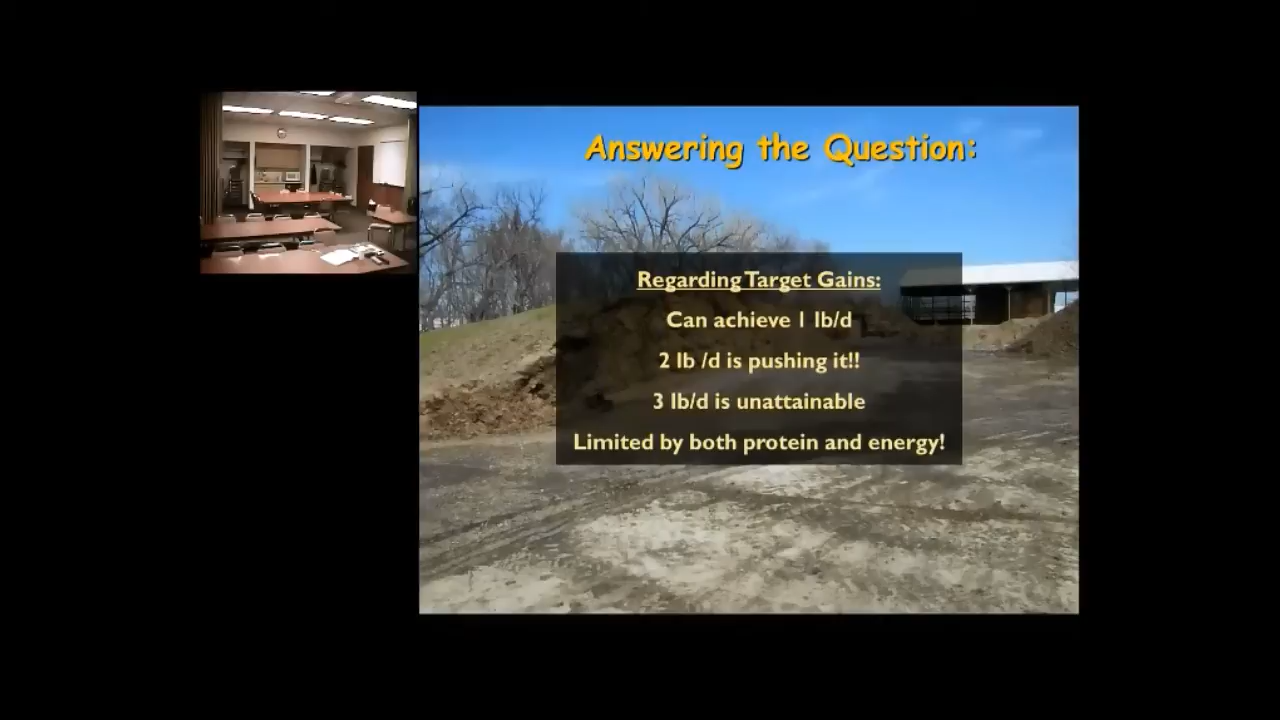 Answering the Question:
Regarding Target Gains:
Can achieve 1 lb/d
2 lb /d is pushing it!!
3 lb/d is unattainable
Limited by both protein and energy!